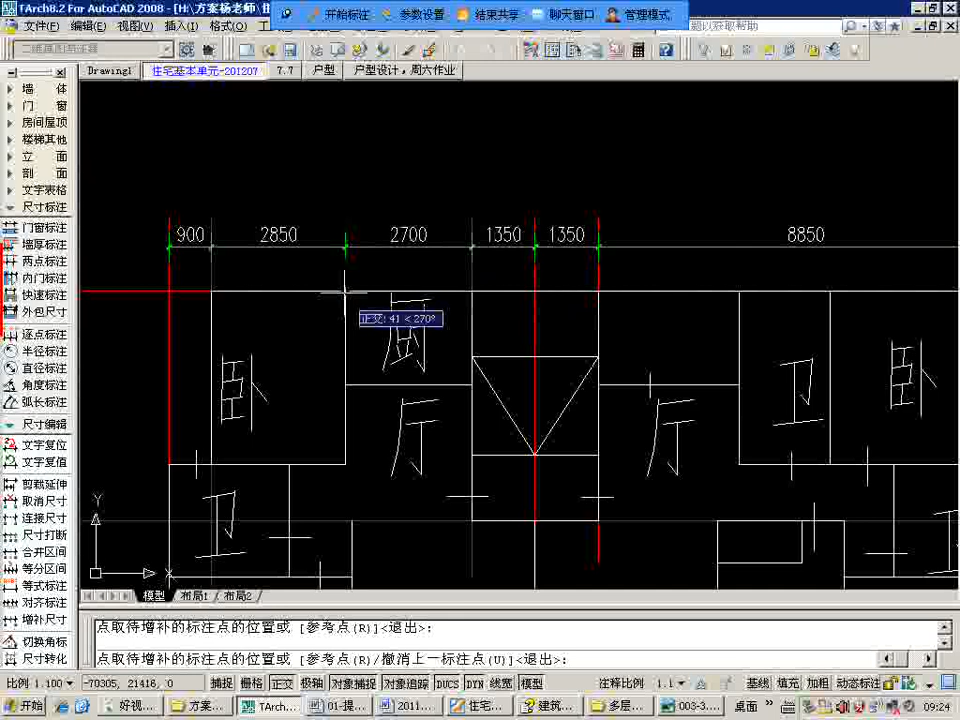 TArch8.2 For AutoCAD 2008 - [H:\方案杨老师\住
开始标注 参数设置 结束共享 聊天窗口 管理模式
文件(F) 编辑(E) 视图(V) 插入(I) 格式(O) 工
Drawing1 住宅基本单元-201207 7.7 户型 户型设计，周六作业
墙 体
门 窗
房间屋顶
楼梯其他
立 面
剖 面
文字表格
尺寸标注
门窗标注
墙厚标注
两点标注
内门标注
快速标注
外包尺寸
逐点标注
半径标注
直径标注
角度标注
弧长标注
尺寸编辑
文字复位
文字复值
剪裁延伸
取消尺寸
连接尺寸
尺寸打断
合并区间
等分区间
等式标注
对齐标注
增补尺寸
切换角标
尺寸转化
900 2850 2700 1350 1350 8850
正交: 41 < 270°
厨
卧 卫 卧
厅 厅
卫
Y
X
模型 布局1 布局2
点取待增补的标注点的位置或 [参考点(R)]<退出>:
点取待增补的标注点的位置或 [参考点(R)/撤消上一标注点(U)]<退出>:
比例 1:100 -70305, 21416, 0 捕捉 栅格 正交 极轴 对象捕捉 对象追踪 DUCS DYN 线宽 模型 注释比例 1:1 基线 填充 加粗 动态标注
开始 好视... 方案... TArc... 01-提... 2011... 住宅... 建筑... 多层... 003-3... 桌面 » 09:24